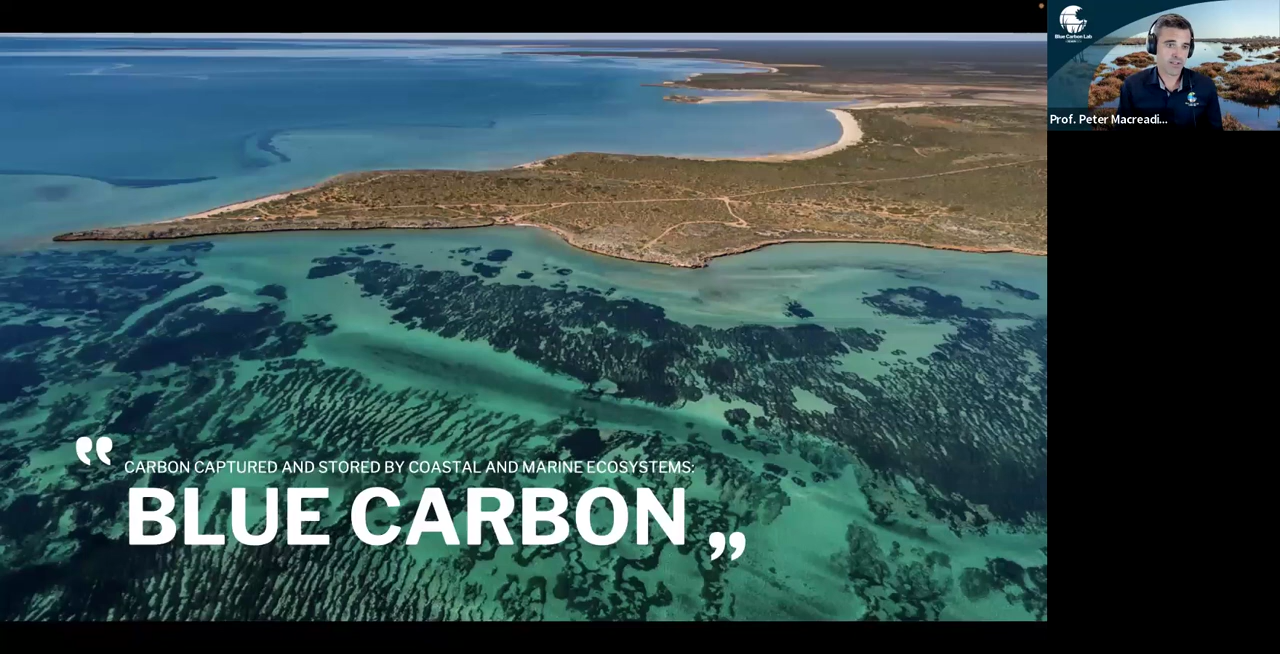 “
CARBON CAPTURED AND STORED BY COASTAL AND MARINE ECOSYSTEMS:
BLUE CARBON
”
Blue Carbon Lab
Prof. Peter Macreadi...